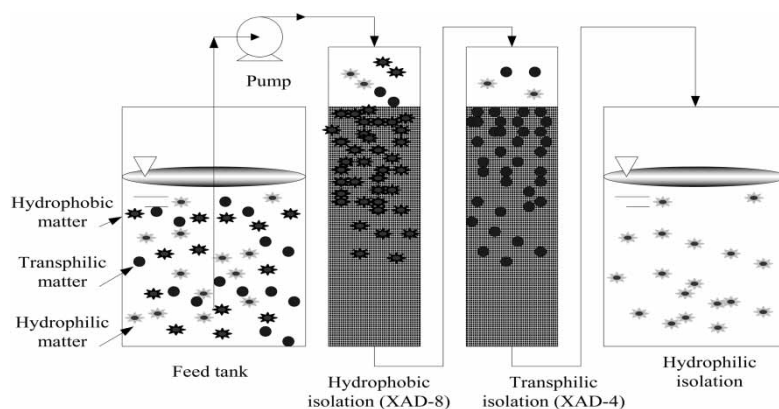 Pump
Hydrophobic
matter
Transphilic
matter
Hydrophilic
matter
Feed tank
Hydrophobic
isolation (XAD-8)
Transphilic
isolation (XAD-4)
Hydrophilic
isolation